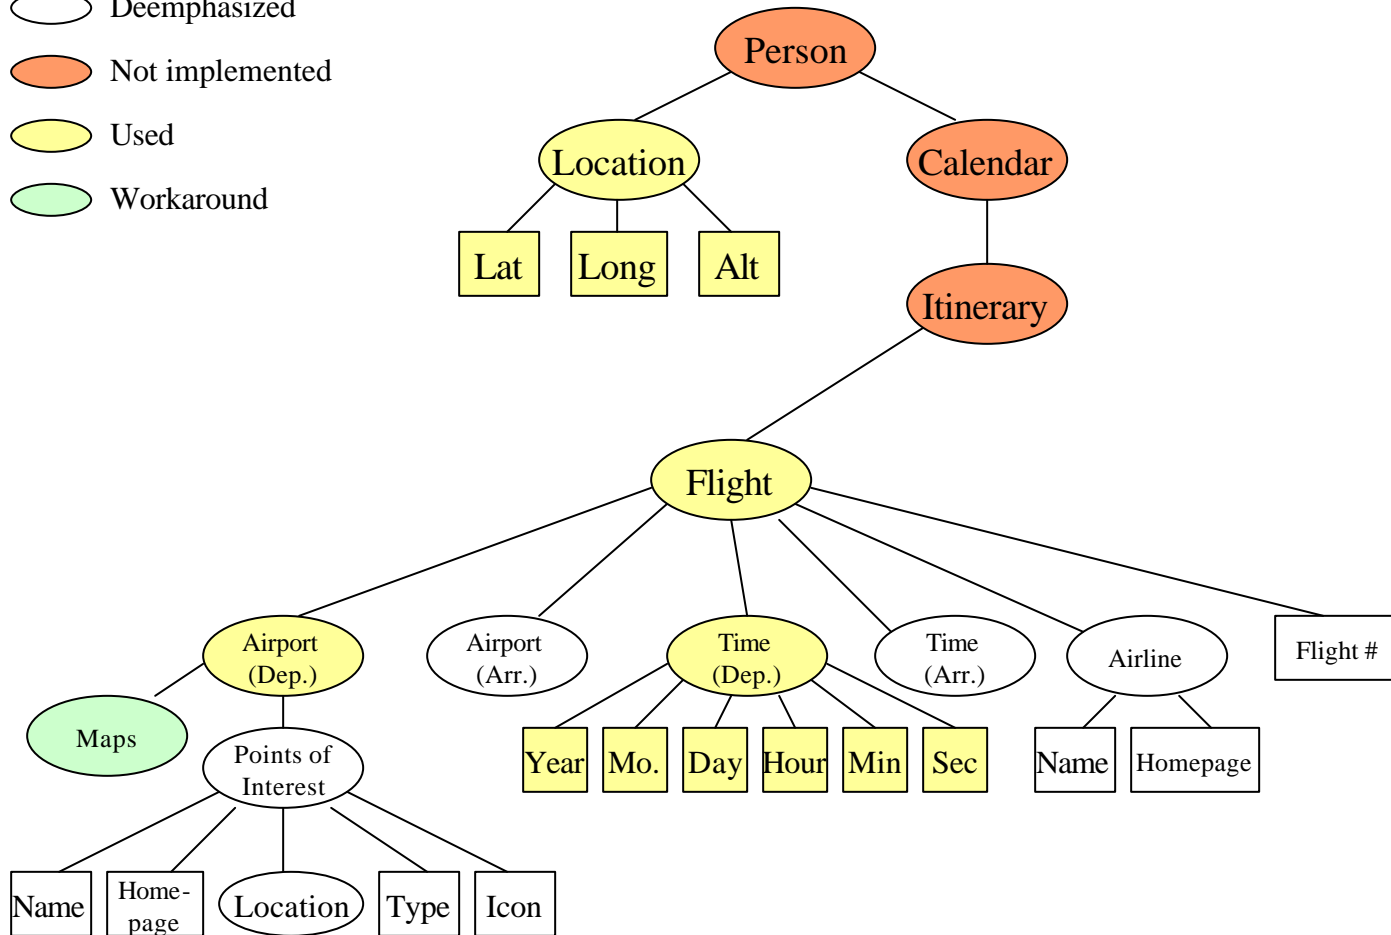 Deemphasized
Not implemented
Used
Workaround
Person
Location
Calendar
Lat
Long
Alt
Itinerary
Flight
Airport
(Dep.)
Airport
(Arr.)
Time
(Dep.)
Time
(Arr.)
Airline
Flight #
Maps
Points of
Interest
Year
Mo.
Day
Hour
Min
Sec
Name
Homepage
Name
Home-
page
Location
Type
Icon